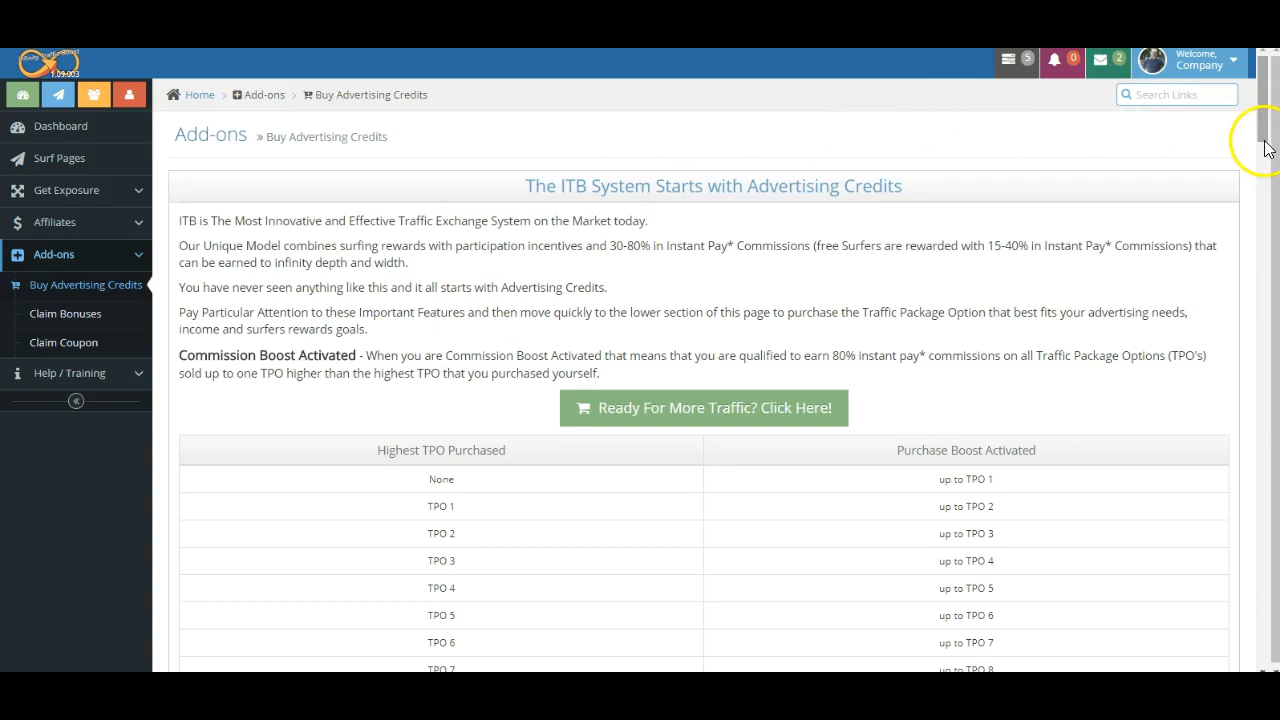 Infinity Traffic Boost
1.09.003
5
0
2
Welcome,
Company
Home
Add-ons
Buy Advertising Credits
Search Links
Dashboard
Surf Pages
Get Exposure
Affiliates
Add-ons
Buy Advertising Credits
Claim Bonuses
Claim Coupon
Help / Training
Add-ons » Buy Advertising Credits
The ITB System Starts with Advertising Credits
ITB is The Most Innovative and Effective Traffic Exchange System on the Market today.
Our Unique Model combines surfing rewards with participation incentives and 30-80% in Instant Pay* Commissions (free Surfers are rewarded with 15-40% in Instant Pay* Commissions) that
can be earned to infinity depth and width.
You have never seen anything like this and it all starts with Advertising Credits.
Pay Particular Attention to these Important Features and then move quickly to the lower section of this page to purchase the Traffic Package Option that best fits your advertising needs,
income and surfers rewards goals.
Commission Boost Activated - When you are Commission Boost Activated that means that you are qualified to earn 80% instant pay* commissions on all Traffic Package Options (TPO's)
sold up to one TPO higher than the highest TPO that you purchased yourself.
Ready For More Traffic? Click Here!
Highest TPO Purchased Purchase Boost Activated
None up to TPO 1
TPO 1 up to TPO 2
TPO 2 up to TPO 3
TPO 3 up to TPO 4
TPO 4 up to TPO 5
TPO 5 up to TPO 6
TPO 6 up to TPO 7
TPO 7 up to TPO 8